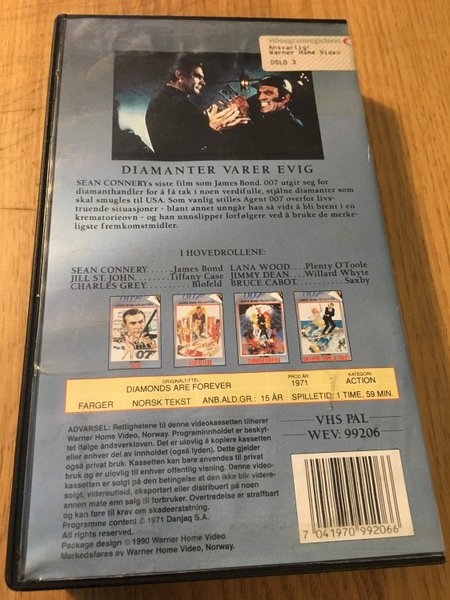 videogramregisteret
Ansvarlig:
Warner Home Video
OSLO 3
DIAMANTER VARER EVIG
SEAN CONNERYs siste film som James Bond. 007 utgir seg for
diamanthandler for å få tak i noen verdifulle, stjålne diamanter som
skal smugles til USA. Som vanlig stilles Agent 007 overfor livs-
truende situasjoner - blant annet unngår han så vidt å bli brent i en
krematorieovn - og han unnslipper forfølgere ved å bruke de merke-
ligste fremkomstmidler.
I HOVEDROLLENE:
SEAN CONNERY......James Bond LANA WOOD...Plenty O'Toole
JILL ST. JOHN.......Tiffany Case JIMMY DEAN...Willard Whyte
CHARLES GREY.........Blofeld BRUCE CABOT.........Saxby
007 007 007 007
ORIGINALTITTEL: PROD.ÅR: KATEGORI:
DIAMONDS ARE FOREVER 1971 ACTION
FARGER NORSK TEKST ANB.ALD.GR.: 15 ÅR SPILLETID: 1 TIME, 59 MIN.
ADVARSEL: Rettighetene til denne videokassetten tilhører
Warner Home Video, Norway. Programinnholdet er beskyt-
tet ifølge åndsverkloven. Det er ulovlig å kopiere kassetten
eller enhver del av innholdet (også lyden). Dette gjelder
også privat bruk. Kassetten kan bare anvendes til privat
bruk og er ulovlig til enhver offentlig visning. Denne video-
kassetten er solgt på den betingelse at den ikke blir videre-
solgt, videreutleid, eksportert eller distribuert på noen
annen måte enn salg til forbruker. Overtredelse er straffbart
og kan føre til krav om skadeerstatning.
Programme content © 1971 Danjaq S.A.
All rights reserved.
Package design © 1990 Warner Home Video.
Markedsføres av Warner Home Video, Norway.
VHS PAL
WEV: 99206
7 041970 992066